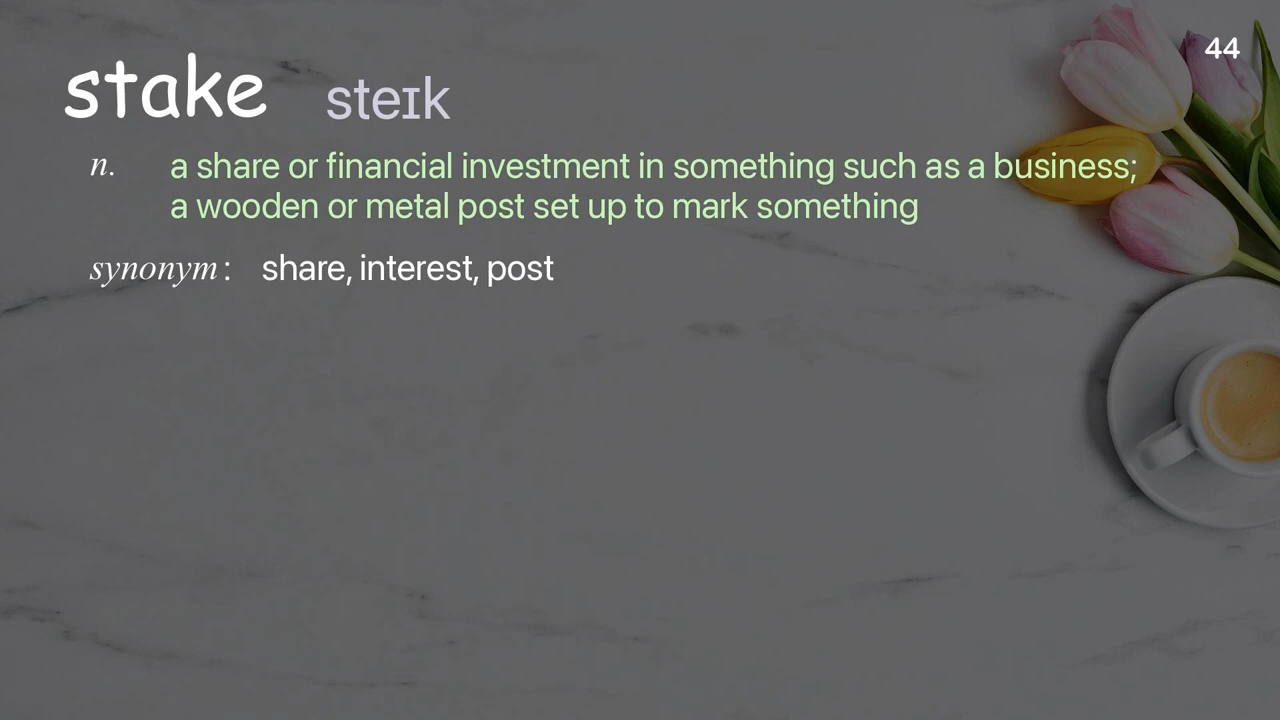 44
stake steɪk
n. a share or financial investment in something such as a business;
a wooden or metal post set up to mark something
synonym: share, interest, post